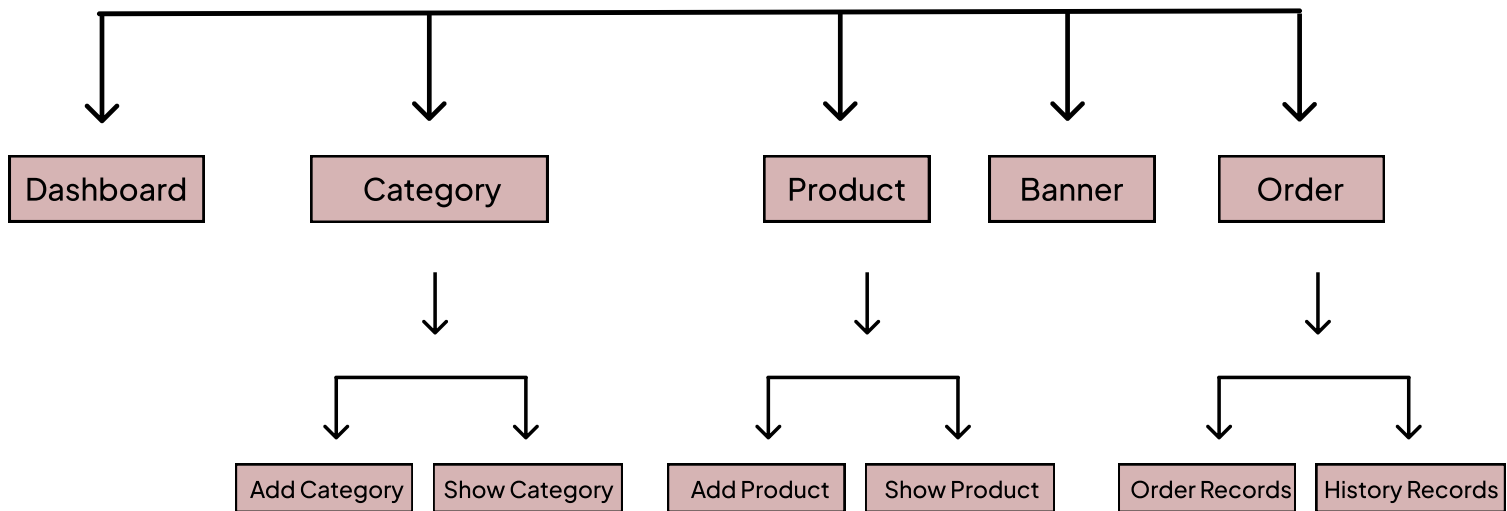 Dashboard
Category
Product
Banner
Order
Add Category
Show Category
Add Product
Show Product
Order Records
History Records